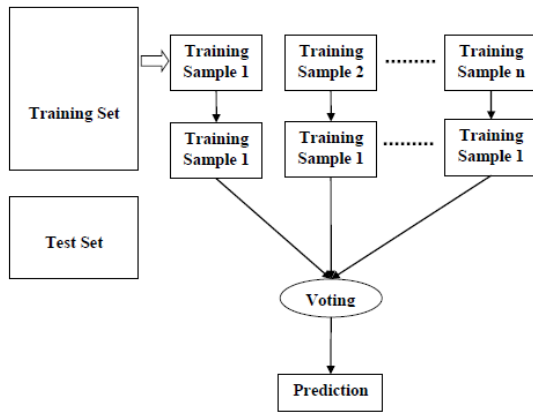 Training Set
Training
Sample 1
Training
Sample 2
.........
Training
Sample n
Training
Sample 1
Training
Sample 1
.........
Training
Sample 1
Test Set
Voting
Prediction